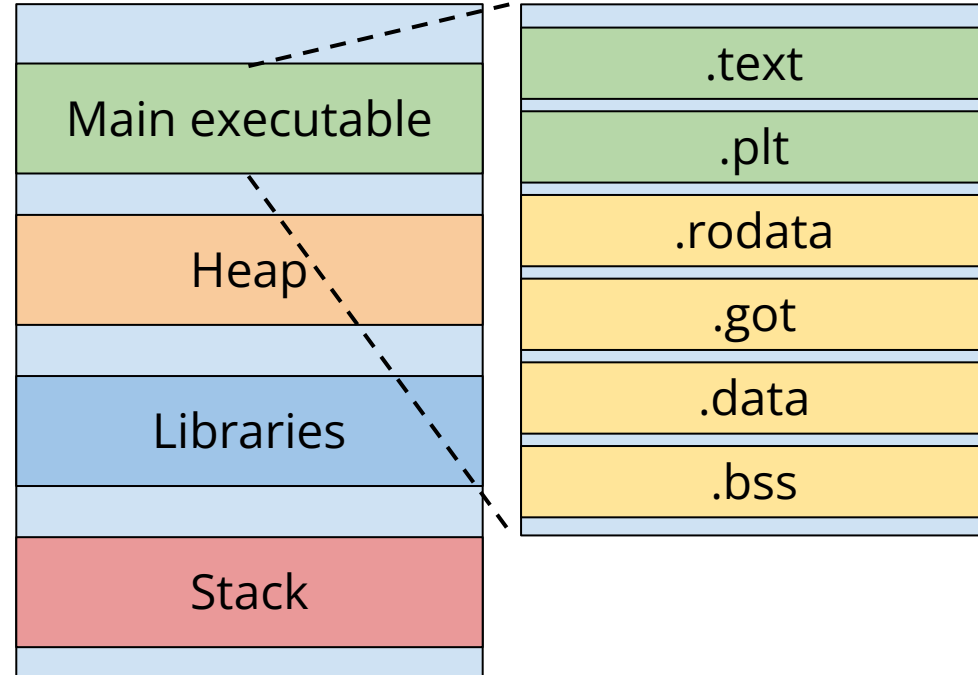 Main executable
Heap
Libraries
Stack
.text
.plt
.rodata
.got
.data
.bss